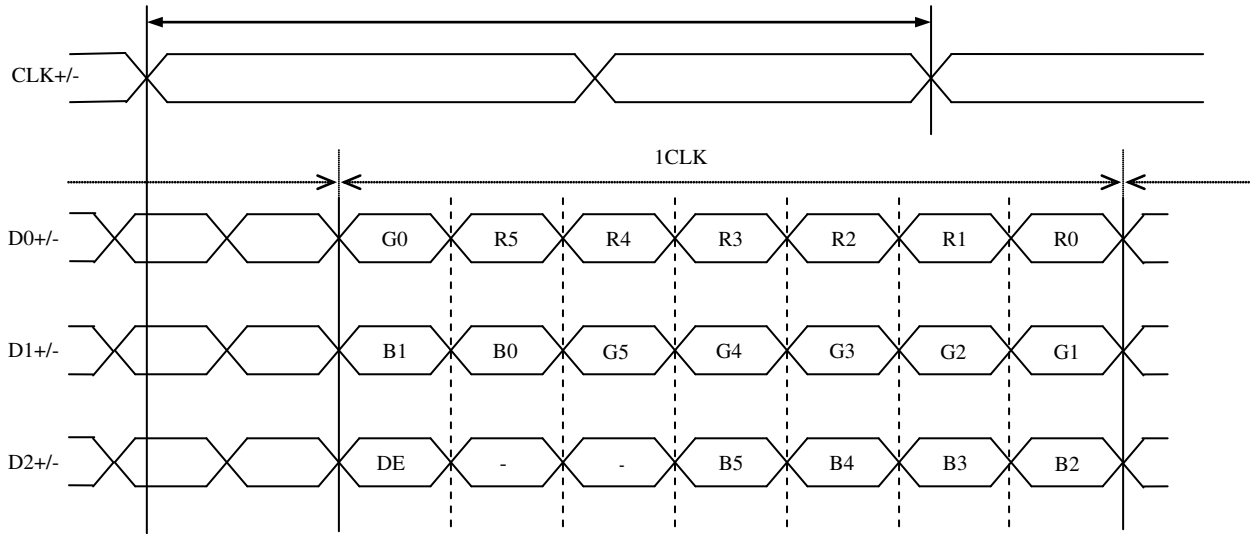 CLK+/-
1CLK
D0+/- G0 R5 R4 R3 R2 R1 R0
D1+/- B1 B0 G5 G4 G3 G2 G1
D2+/- DE - - B5 B4 B3 B2